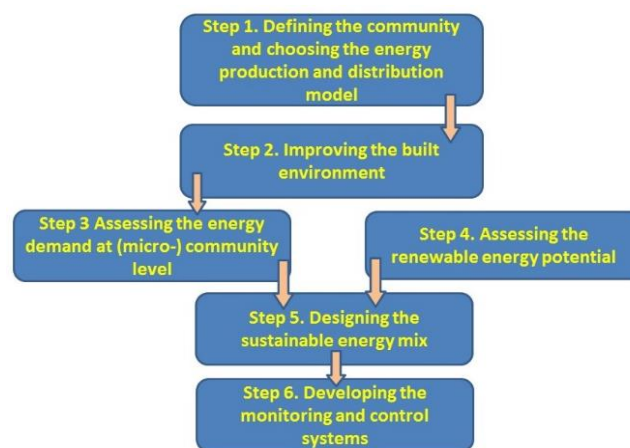 Step 1. Defining the community
and choosing the energy
production and distribution
model
Step 2. Improving the built
environment
Step 3 Assessing the energy
demand at (micro-) community
level
Step 4. Assessing the
renewable energy potential
Step 5. Designing the
sustainable energy mix
Step 6. Developing the
monitoring and control
systems